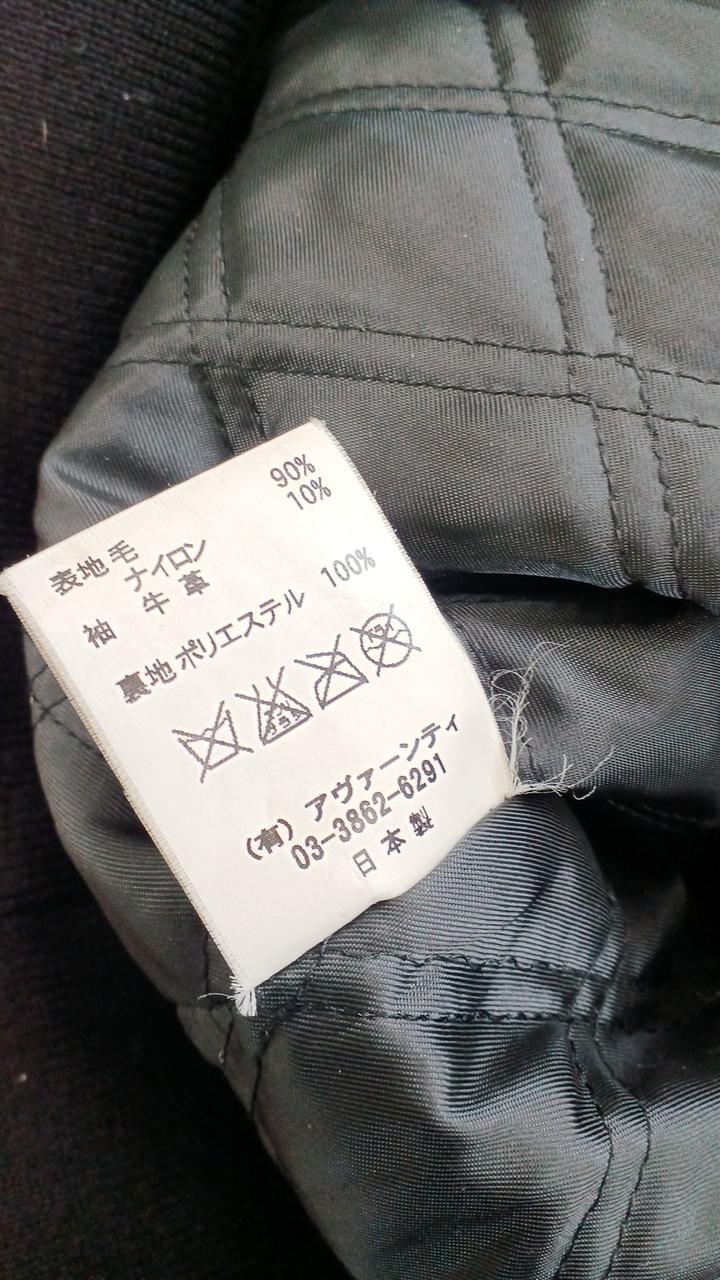 表地 毛 90%
ナイロン 10%
袖 牛革
裏地 ポリエステル 100%
(有) アヴァーンティ
03-3862-6291
日本製